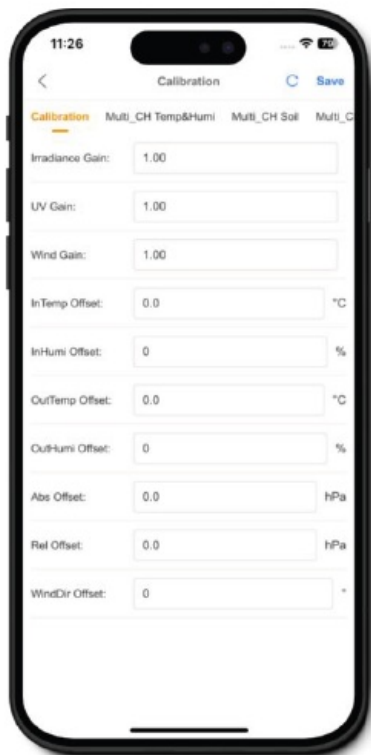 11:26
79
Calibration
Save
Calibration Multi_CH Temp&Humi Multi_CH Soil Multi_C
Irradiance Gain: 1.00
UV Gain: 1.00
Wind Gain: 1.00
InTemp Offset: 0.0 °C
InHumi Offset: 0 %
OutTemp Offset: 0.0 °C
OutHumi Offset: 0 %
Abs Offset: 0.0 hPa
Rel Offset: 0.0 hPa
WindDir Offset: 0 °